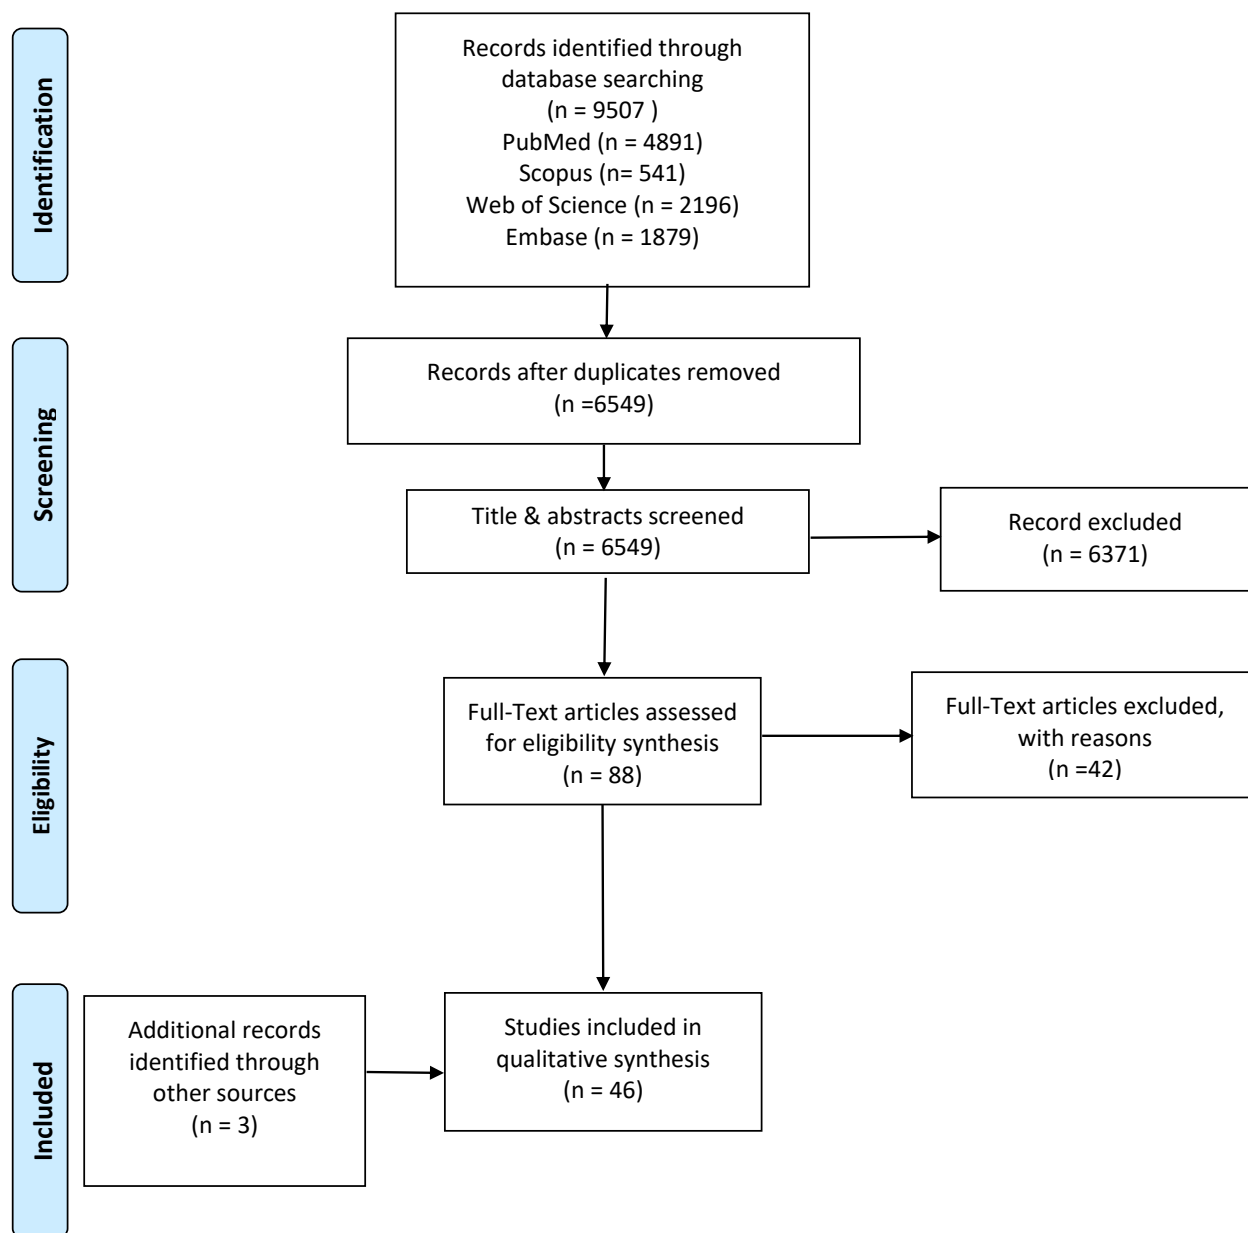 Identification
Records identified through
database searching
(n = 9507 )
PubMed (n = 4891)
Scopus (n= 541)
Web of Science (n = 2196)
Embase (n = 1879)
Screening
Records after duplicates removed
(n =6549)
Title & abstracts screened
(n = 6549)
Record excluded
(n = 6371)
Eligibility
Full-Text articles assessed
for eligibility synthesis
(n = 88)
Full-Text articles excluded,
with reasons
(n =42)
Included
Additional records
identified through
other sources
(n = 3)
Studies included in
qualitative synthesis
(n = 46)